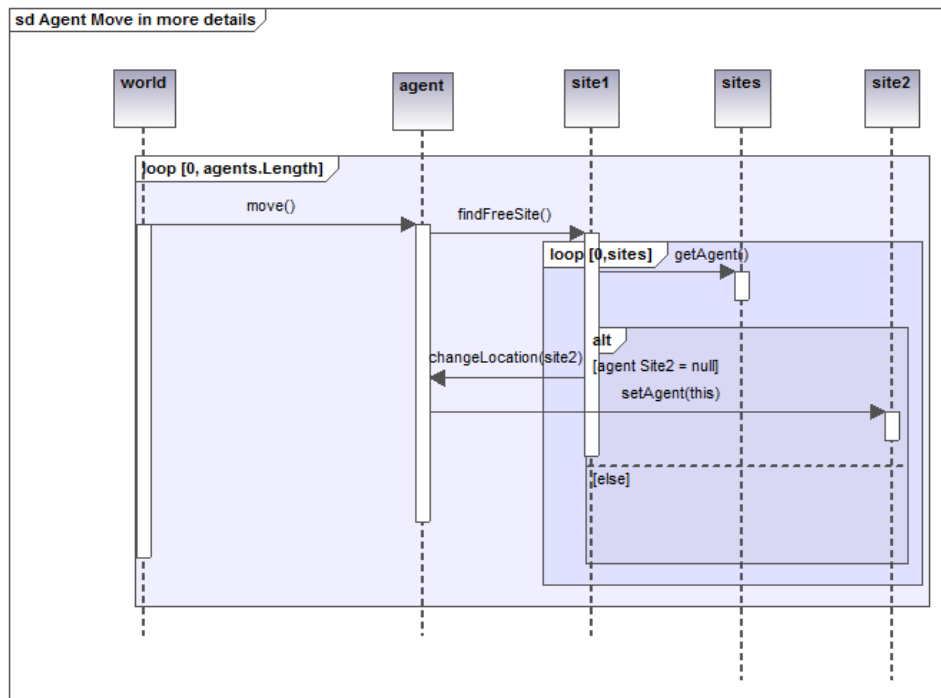 sd Agent Move in more details
world
agent
site1
sites
site2
loop [0, agents.Length]
move()
findFreeSite()
loop [0,sites]
getAgent()
alt
changeLocation(site2)
[agent Site2 = null]
setAgent(this)
[else]